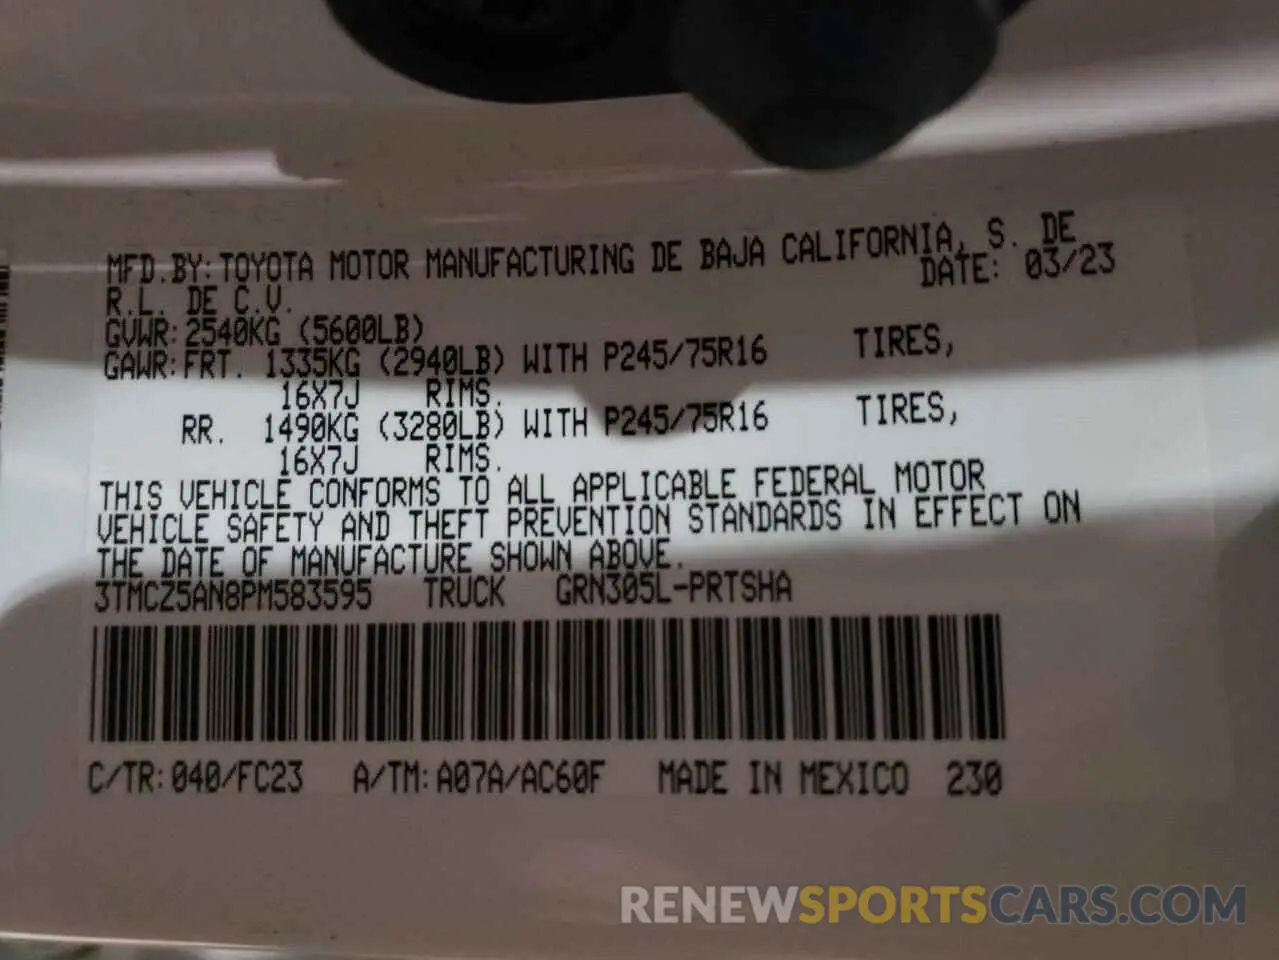 MFD.BY:TOYOTA MOTOR MANUFACTURING DE BAJA CALIFORNIA, S. DE
R.L. DE C.V. DATE: 03/23
GVWR:2540KG (5600LB)
GAWR:FRT. 1335KG (2940LB) WITH P245/75R16 TIRES,
16X7J RIMS.
RR. 1490KG (3280LB) WITH P245/75R16 TIRES,
16X7J RIMS.
THIS VEHICLE CONFORMS TO ALL APPLICABLE FEDERAL MOTOR
VEHICLE SAFETY AND THEFT PREVENTION STANDARDS IN EFFECT ON
THE DATE OF MANUFACTURE SHOWN ABOVE.
3TMCZ5AN8PM583595 TRUCK GRN305L-PRTSHA
C/TR:040/FC23 A/TM:A07A/AC60F MADE IN MEXICO 230
RENEWSPORTSCARS.COM